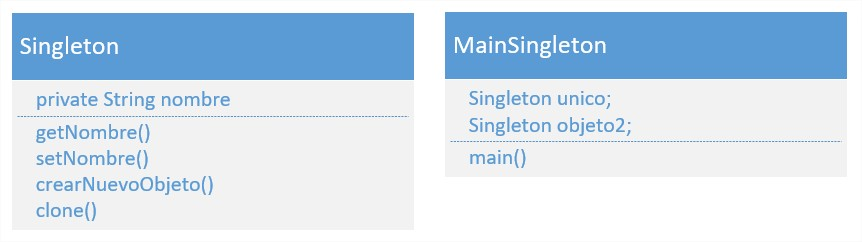 Singleton
private String nombre
getNombre()
setNombre()
crearNuevoObjeto()
clone()
MainSingleton
Singleton unico;
Singleton objeto2;
main()